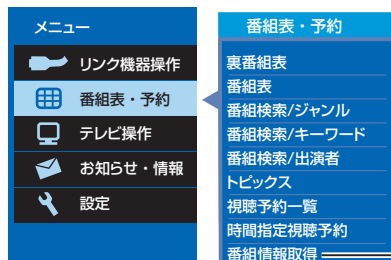 メニュー
リンク機器操作
番組表・予約
テレビ操作
お知らせ・情報
設定
番組表・予約
裏番組表
番組表
番組検索/ジャンル
番組検索/キーワード
番組検索/出演者
トピックス
視聴予約一覧
時間指定視聴予約
番組情報取得